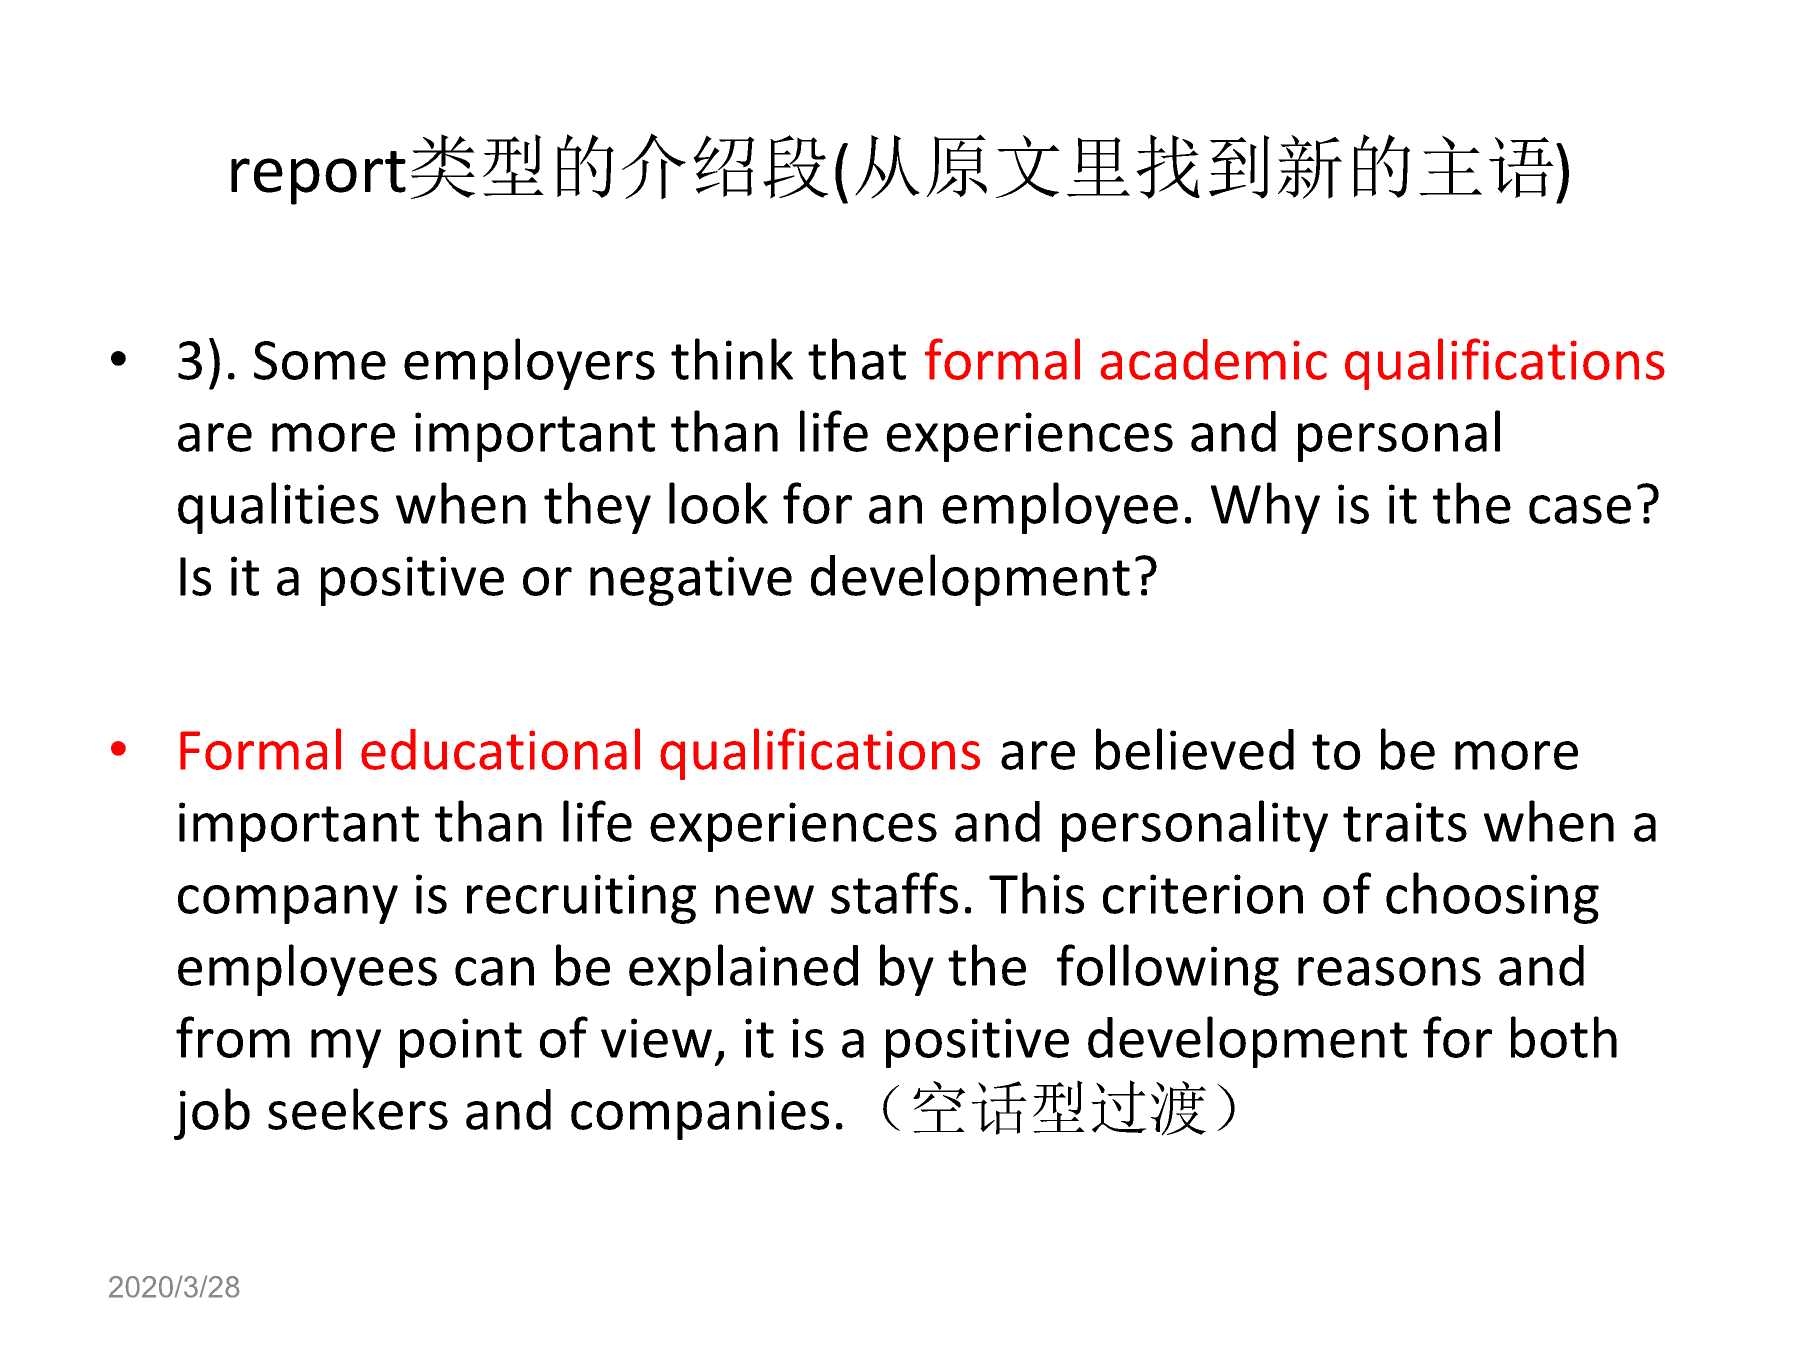 report类型的介绍段(从原文里找到新的主语)
• 3). Some employers think that formal academic qualifications
are more important than life experiences and personal
qualities when they look for an employee. Why is it the case?
Is it a positive or negative development?
• Formal educational qualifications are believed to be more
important than life experiences and personality traits when a
company is recruiting new staffs. This criterion of choosing
employees can be explained by the  following reasons and
from my point of view, it is a positive development for both
job seekers and companies.（空话型过渡）
2020/3/28